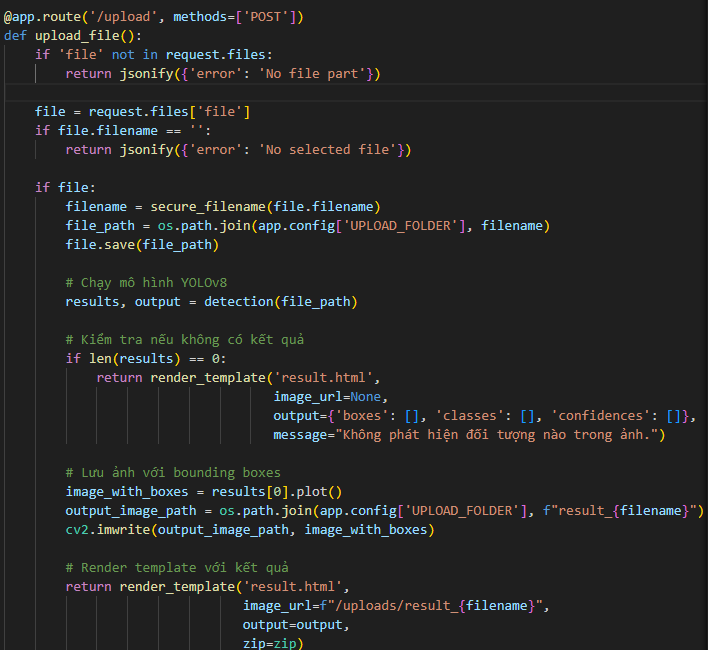 @app.route('/upload', methods=['POST'])
def upload_file():
    if 'file' not in request.files:
        return jsonify({'error': 'No file part'})

    file = request.files['file']
    if file.filename == '':
        return jsonify({'error': 'No selected file'})

    if file:
        filename = secure_filename(file.filename)
        file_path = os.path.join(app.config['UPLOAD_FOLDER'], filename)
        file.save(file_path)

        # Chạy mô hình YOLOv8
        results, output = detection(file_path)

        # Kiểm tra nếu không có kết quả
        if len(results) == 0:
            return render_template('result.html',
                                   image_url=None,
                                   output={'boxes': [], 'classes': [], 'confidences': []},
                                   message="Không phát hiện đối tượng nào trong ảnh.")

        # Lưu ảnh với bounding boxes
        image_with_boxes = results[0].plot()
        output_image_path = os.path.join(app.config['UPLOAD_FOLDER'], f"result_{filename}")
        cv2.imwrite(output_image_path, image_with_boxes)

        # Render template với kết quả
        return render_template('result.html',
                               image_url=f"/uploads/result_{filename}",
                               output=output,
                               zip=zip)